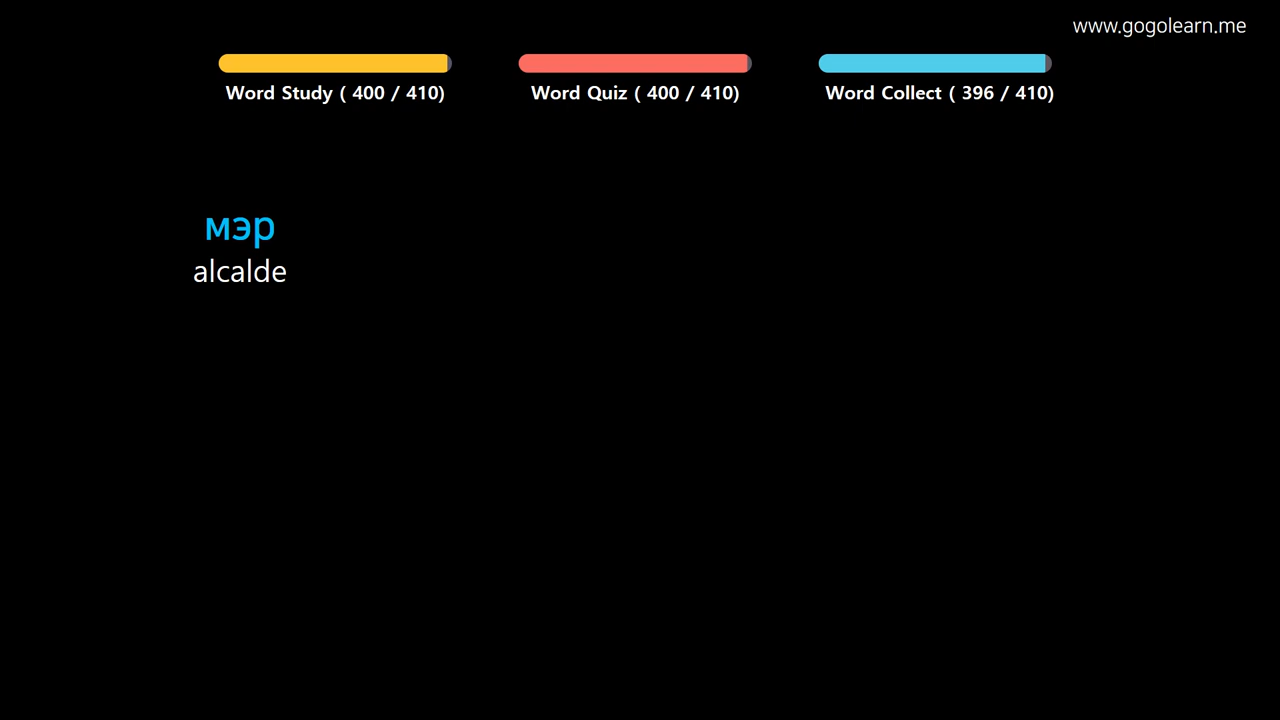 www.gogolearn.me
Word Study ( 400 / 410)
Word Quiz ( 400 / 410)
Word Collect ( 396 / 410)
мэр
alcalde